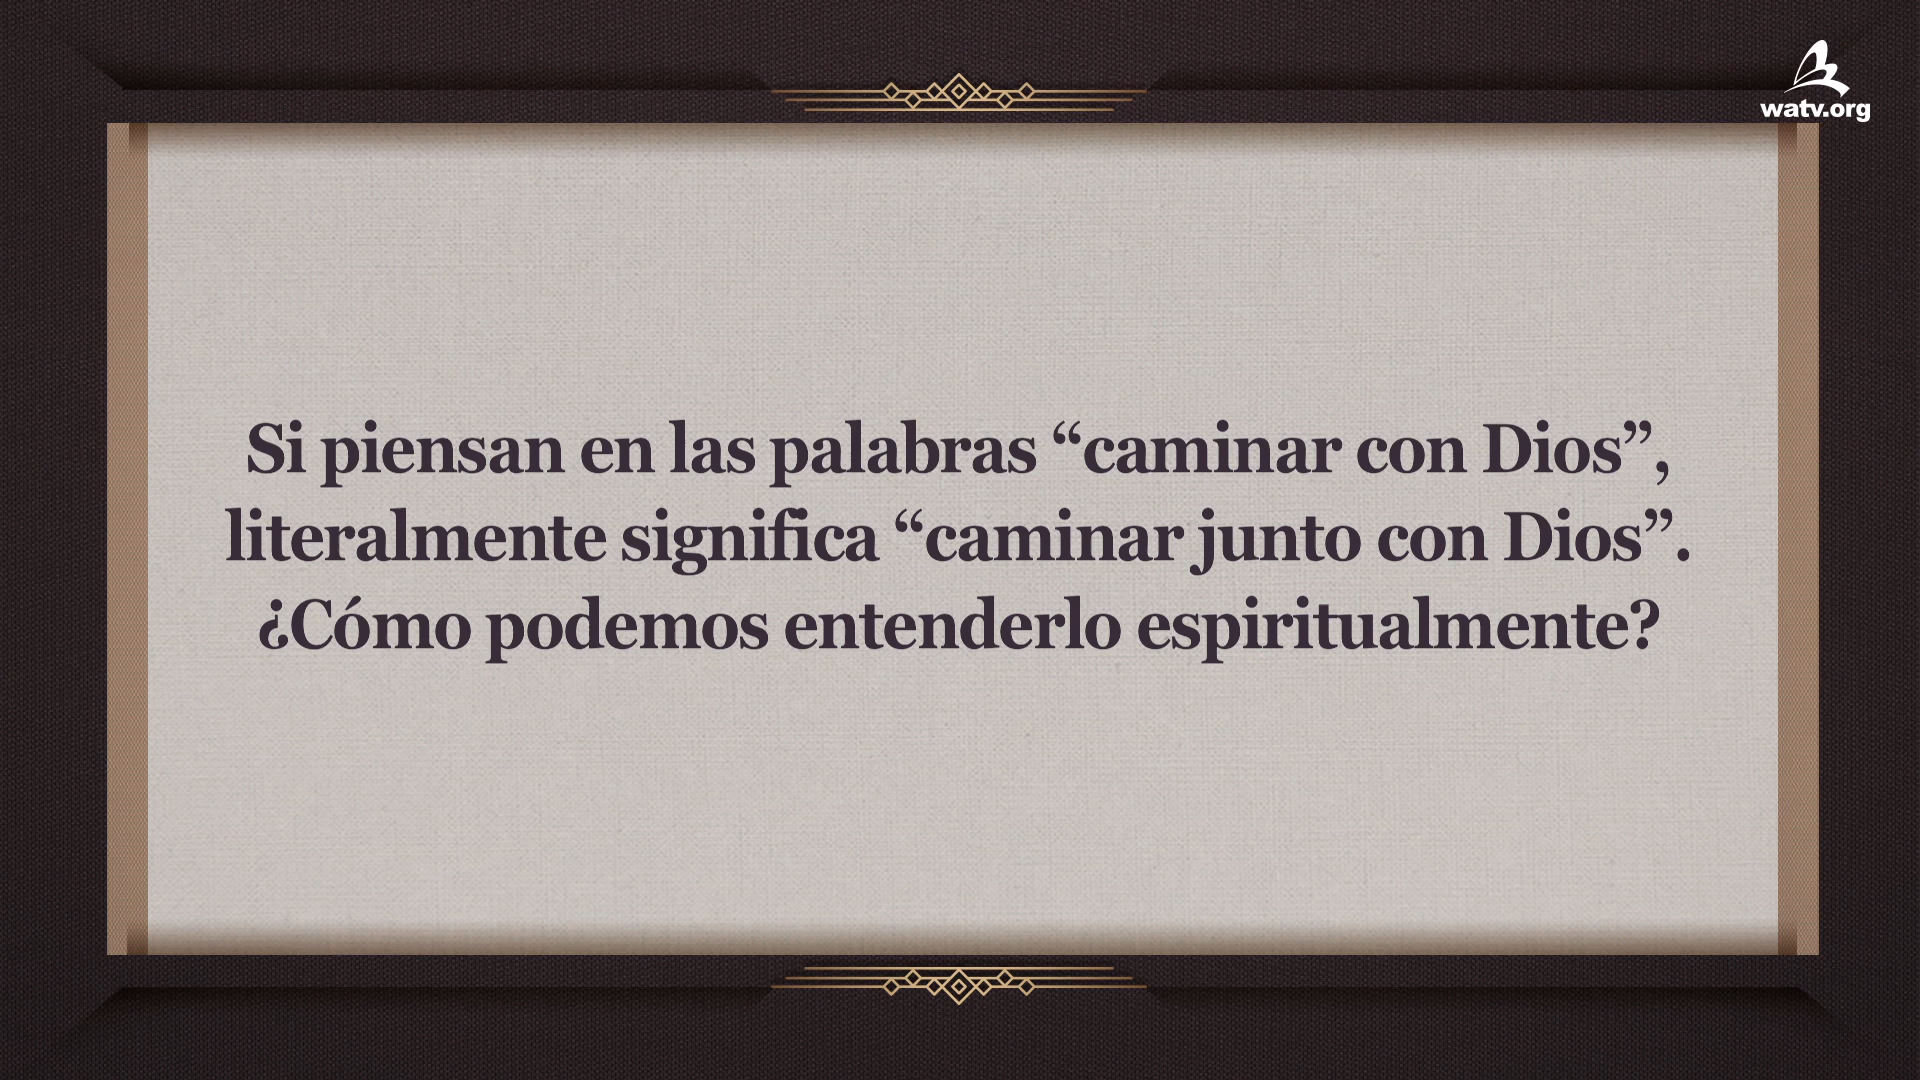 watv.org
Si piensan en las palabras “caminar con Dios”,
literalmente significa “caminar junto con Dios”.
¿Cómo podemos entenderlo espiritualmente?